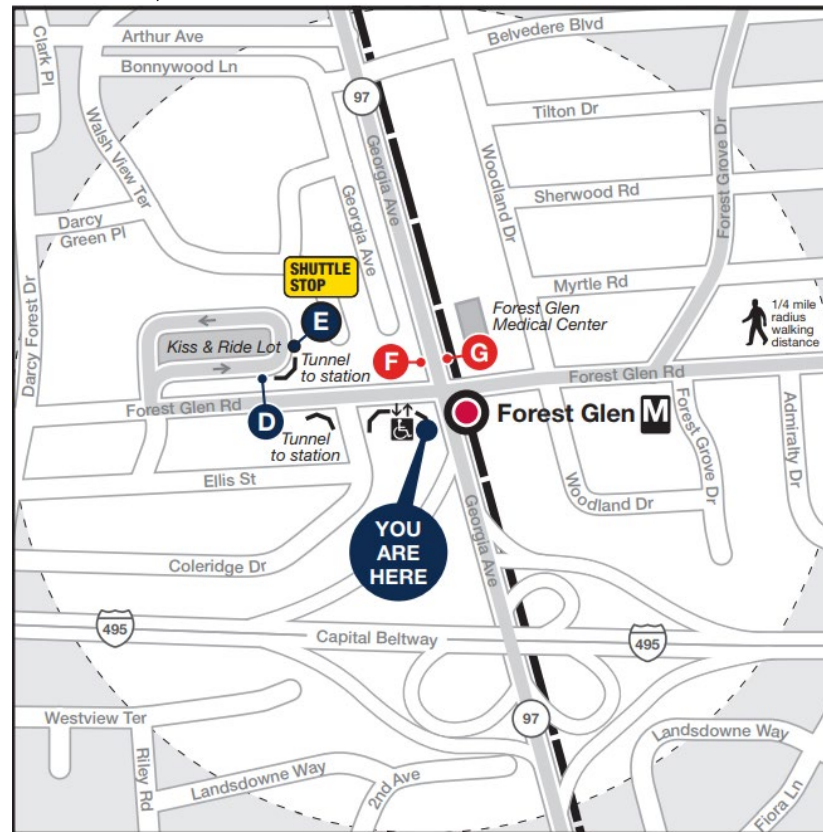 Arthur Ave
Bonnywood Ln
Clark Pl
Walsh View Ter
97
Georgia Ave
Belvedere Blvd
Tilton Dr
Woodland Dr
Sherwood Rd
Forest Grove Dr
Darcy
Green Pl
Georgia Ave
Myrtle Rd
SHUTTLE
STOP
E
Forest Glen
Medical Center
1/4 mile
radius
walking
distance
Darcy Forest Dr
Kiss & Ride Lot
Tunnel
to station
F
G
Forest Glen Rd
Forest Glen Rd
D
Tunnel
to station
Forest Glen
M
Forest Grove Dr
Admiralty Dr
Ellis St
Woodland Dr
YOU
ARE
HERE
Georgia Ave
Coleridge Dr
495
Capital Beltway
495
Westview Ter
97
Landsdowne Way
Riley Rd
Landsdowne Way
2nd Ave
Fiora Ln